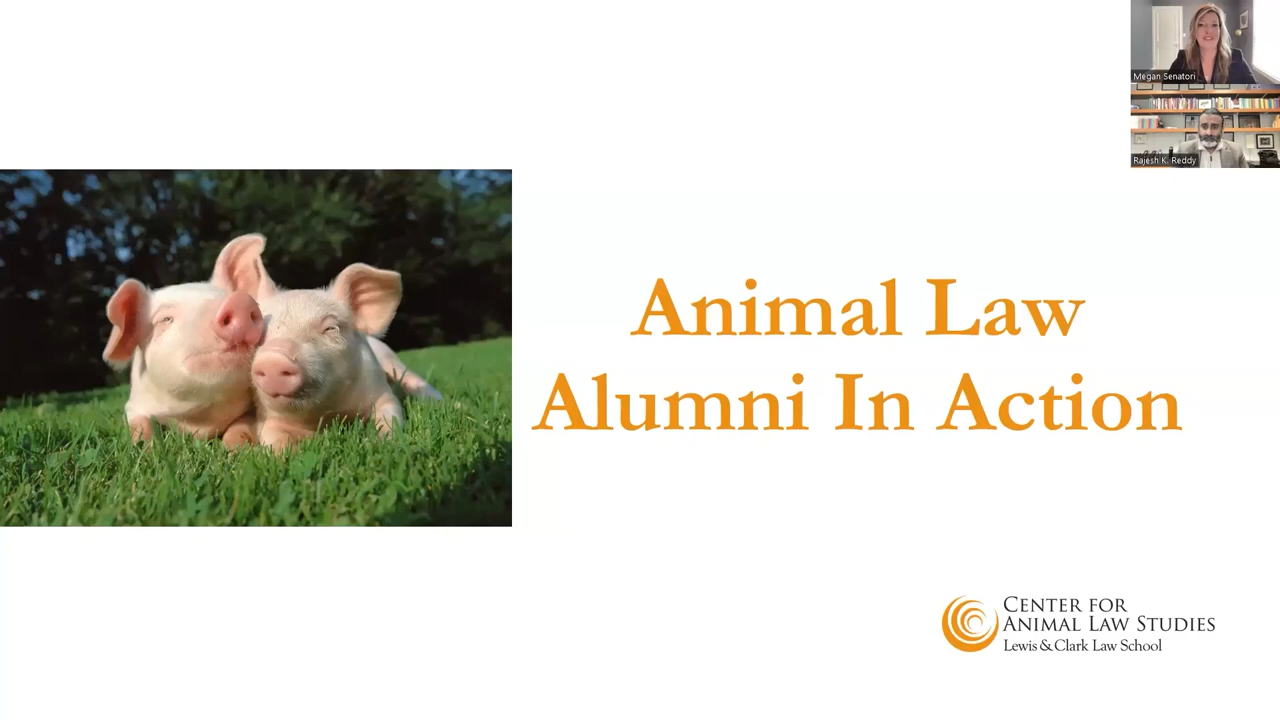 Megan Senatori
Rajesh K. Reddy
Animal Law
Alumni In Action
CENTER FOR
ANIMAL LAW STUDIES
Lewis & Clark Law School